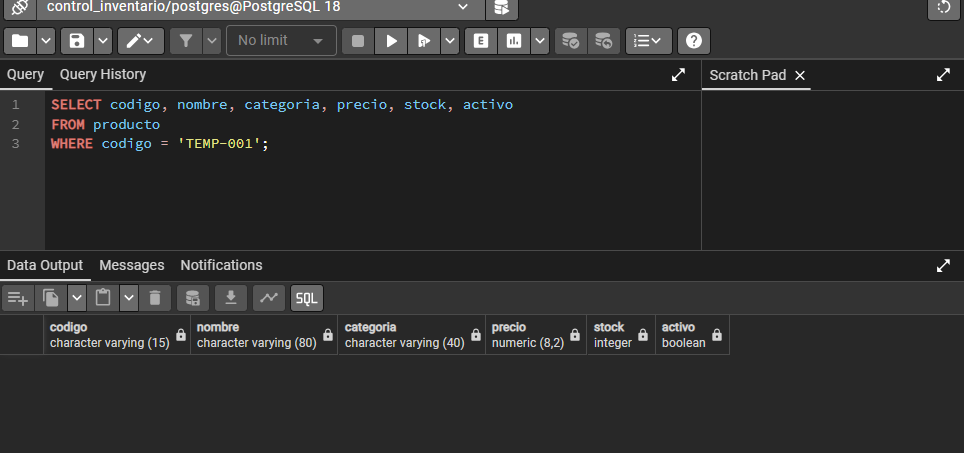 control_inventario/postgres@PostgreSQL 18
No limit
E
Query Query History
Scratch Pad
1 SELECT codigo, nombre, categoria, precio, stock, activo
2 FROM producto
3 WHERE codigo = 'TEMP-001';
Data Output Messages Notifications
SQL
codigo nombre categoria precio stock activo
character varying (15) character varying (80) character varying (40) numeric (8,2) integer boolean